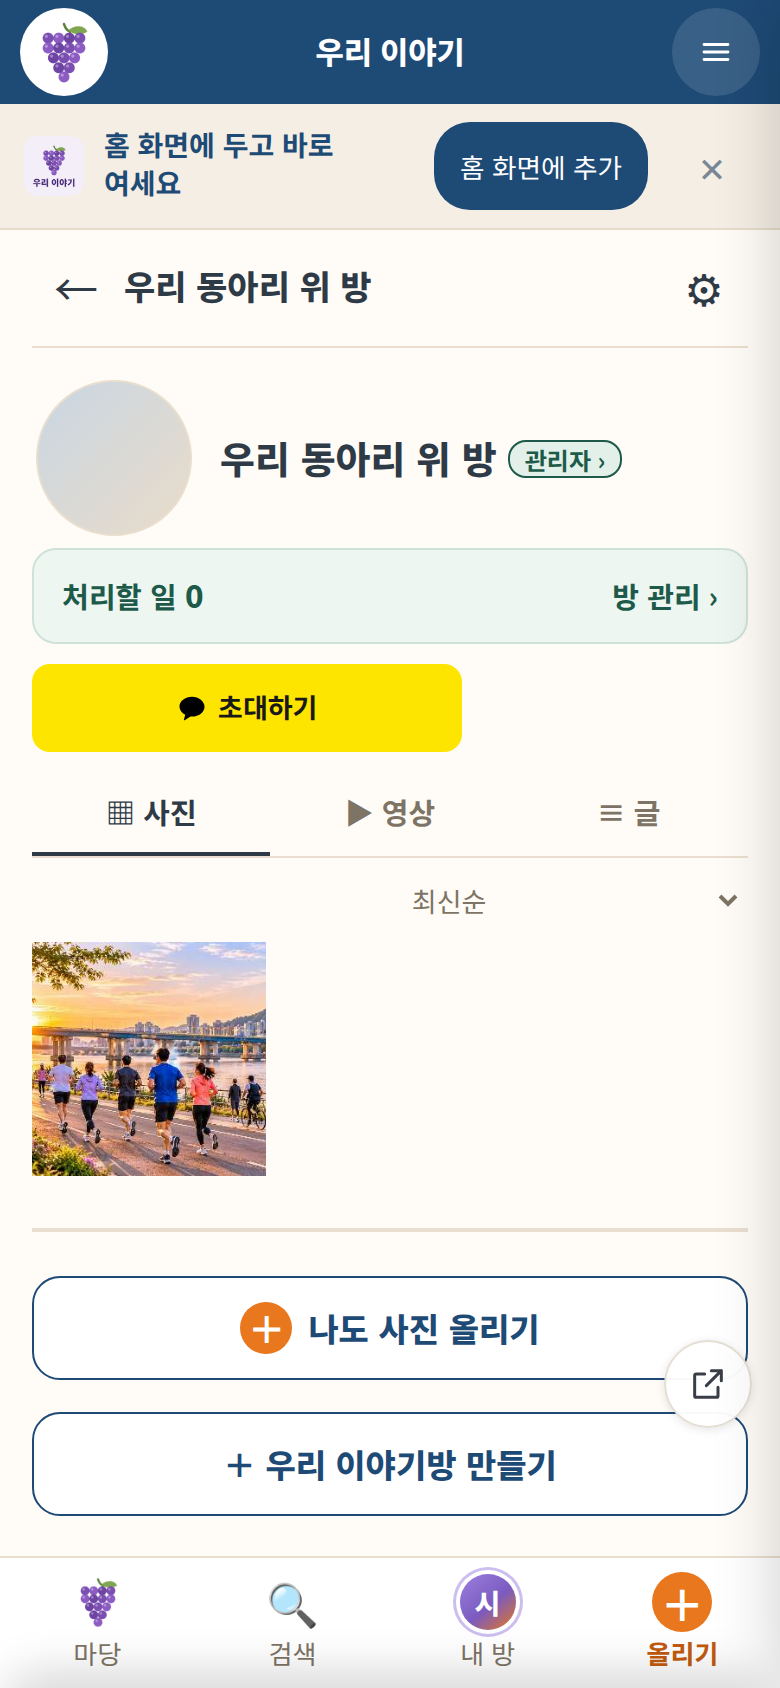 우리 이야기
우리 이야기
홈 화면에 두고 바로
여세요
홈 화면에 추가
×
← 우리 동아리 위 방
우리 동아리 위 방 관리자 ›
처리할 일 0 방 관리 ›
초대하기
사진 영상 글
최신순
나도 사진 올리기
+ 우리 이야기방 만들기
시
마당 검색 내 방 올리기